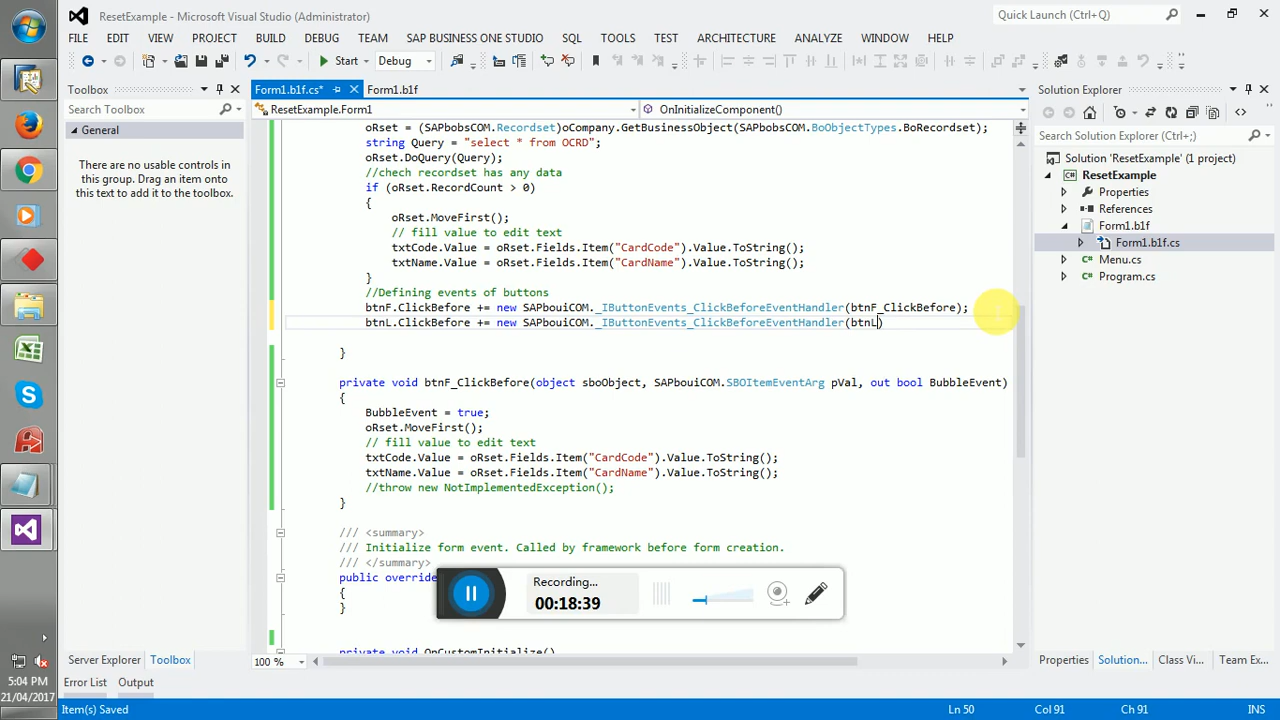 ResetExample - Microsoft Visual Studio (Administrator)
Quick Launch (Ctrl+Q)
FILE EDIT VIEW PROJECT BUILD DEBUG TEAM SAP BUSINESS ONE STUDIO SQL TOOLS TEST ARCHITECTURE ANALYZE WINDOW HELP
Start Debug
Toolbox
Search Toolbox
General
There are no usable controls in
this group. Drag an item onto
this text to add it to the toolbox.
Form1.b1f.cs* Form1.b1f
ResetExample.Form1 OnInitializeComponent()
oRset = (SAPbobsCOM.Recordset)oCompany.GetBusinessObject(SAPbobsCOM.BoObjectTypes.BoRecordset);
string Query = "select * from OCRD";
oRset.DoQuery(Query);
//chech recordset has any data
if (oRset.RecordCount > 0)
{
oRset.MoveFirst();
// fill value to edit text
txtCode.Value = oRset.Fields.Item("CardCode").Value.ToString();
txtName.Value = oRset.Fields.Item("CardName").Value.ToString();
}
//Defining events of buttons
btnF.ClickBefore += new SAPbouiCOM._IButtonEvents_ClickBeforeEventHandler(btnF_ClickBefore);
btnL.ClickBefore += new SAPbouiCOM._IButtonEvents_ClickBeforeEventHandler(btnL)
}
private void btnF_ClickBefore(object sboObject, SAPbouiCOM.SBOItemEventArg pVal, out bool BubbleEvent)
{
BubbleEvent = true;
oRset.MoveFirst();
// fill value to edit text
txtCode.Value = oRset.Fields.Item("CardCode").Value.ToString();
txtName.Value = oRset.Fields.Item("CardName").Value.ToString();
//throw new NotImplementedException();
}
/// <summary>
/// Initialize form event. Called by framework before form creation.
/// </summary>
public override
{
}
private void OnCustomInitialize()
100 %
Recording...
00:18:39
Solution Explorer
Search Solution Explorer (Ctrl+;)
Solution 'ResetExample' (1 project)
ResetExample
Properties
References
Form1.b1f
Form1.b1f.cs
Menu.cs
Program.cs
Server Explorer Toolbox
Properties Solution... Class Vi... Team Ex...
Error List Output
Item(s) Saved Ln 50 Col 91 Ch 91 INS
5:04 PM
21/04/2017